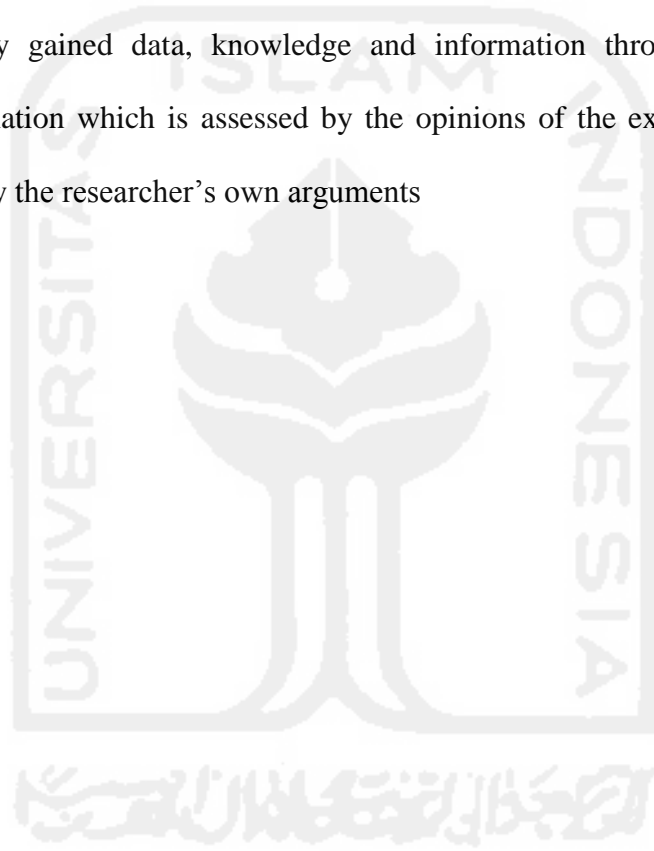 y gained data, knowledge and information thro
ation which is assessed by the opinions of the ex
y the researcher's own arguments
ISLAM
UNIVERSITAS
INDONESIA